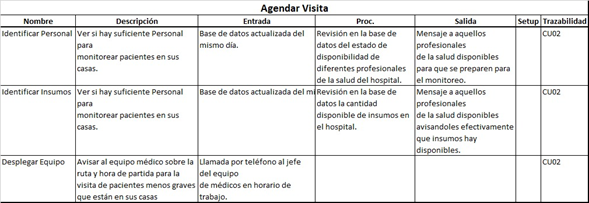 Agendar Visita
Nombre Descripción Entrada Proc. Salida Setup Trazabilidad
Identificar Personal
Ver si hay suficiente Personal
para
monitorear pacientes en sus
casas.
Base de datos actualizada del
mismo día.
Revisión en la base de
datos del estado de
disponibilidad de
diferentes profesionales
de la salud del hospital.
Mensaje a aquellos
profesionales
de la salud disponibles
para que se preparen para
el monitoreo.
CU02
Identificar Insumos
Ver si hay suficiente Personal
para
monitorear pacientes en sus
casas.
Base de datos actualizada del mi
Revisión en la base de
datos la cantidad
disponible de insumos en
el hospital.
Mensaje a aquellos
profesionales
de la salud disponibles
avisandoles efectivamente
que insumos hay
disponibles.
CU02
Desplegar Equipo
Avisar al equipo médico sobre la
ruta y hora de partida para la
visita de pacientes menos graves
que están en sus casas
Llamada por teléfono al jefe
del equipo
de médicos en horario de
trabajo.
CU02